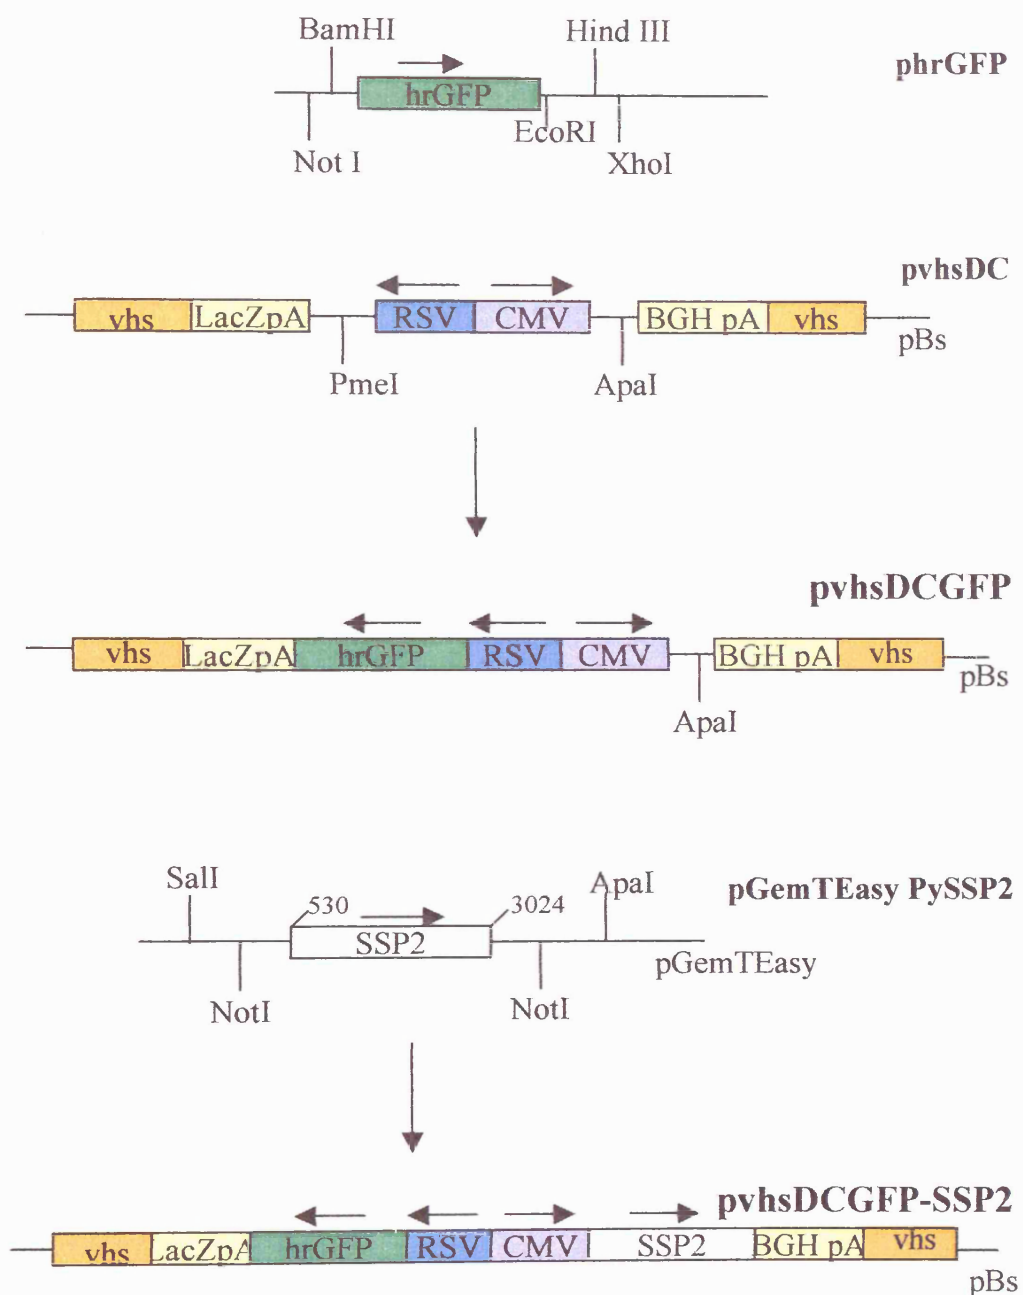 BamHI
Hind III
phrGFP
hrGFP
EcoRI
Not I
XhoI
pvhsDC
vhs LacZpA RSV CMV BGH pA vhs
pBs
PmeI
ApaI
pvhsDCGFP
vhs LacZpA hrGFP RSV CMV BGH pA vhs
pBs
ApaI
SalI
ApaI
pGemTEasy PySSP2
530
3024
SSP2
pGemTEasy
NotI
NotI
pvhsDCGFP-SSP2
vhs LacZpA hrGFP RSV CMV SSP2 BGH pA vhs
pBs